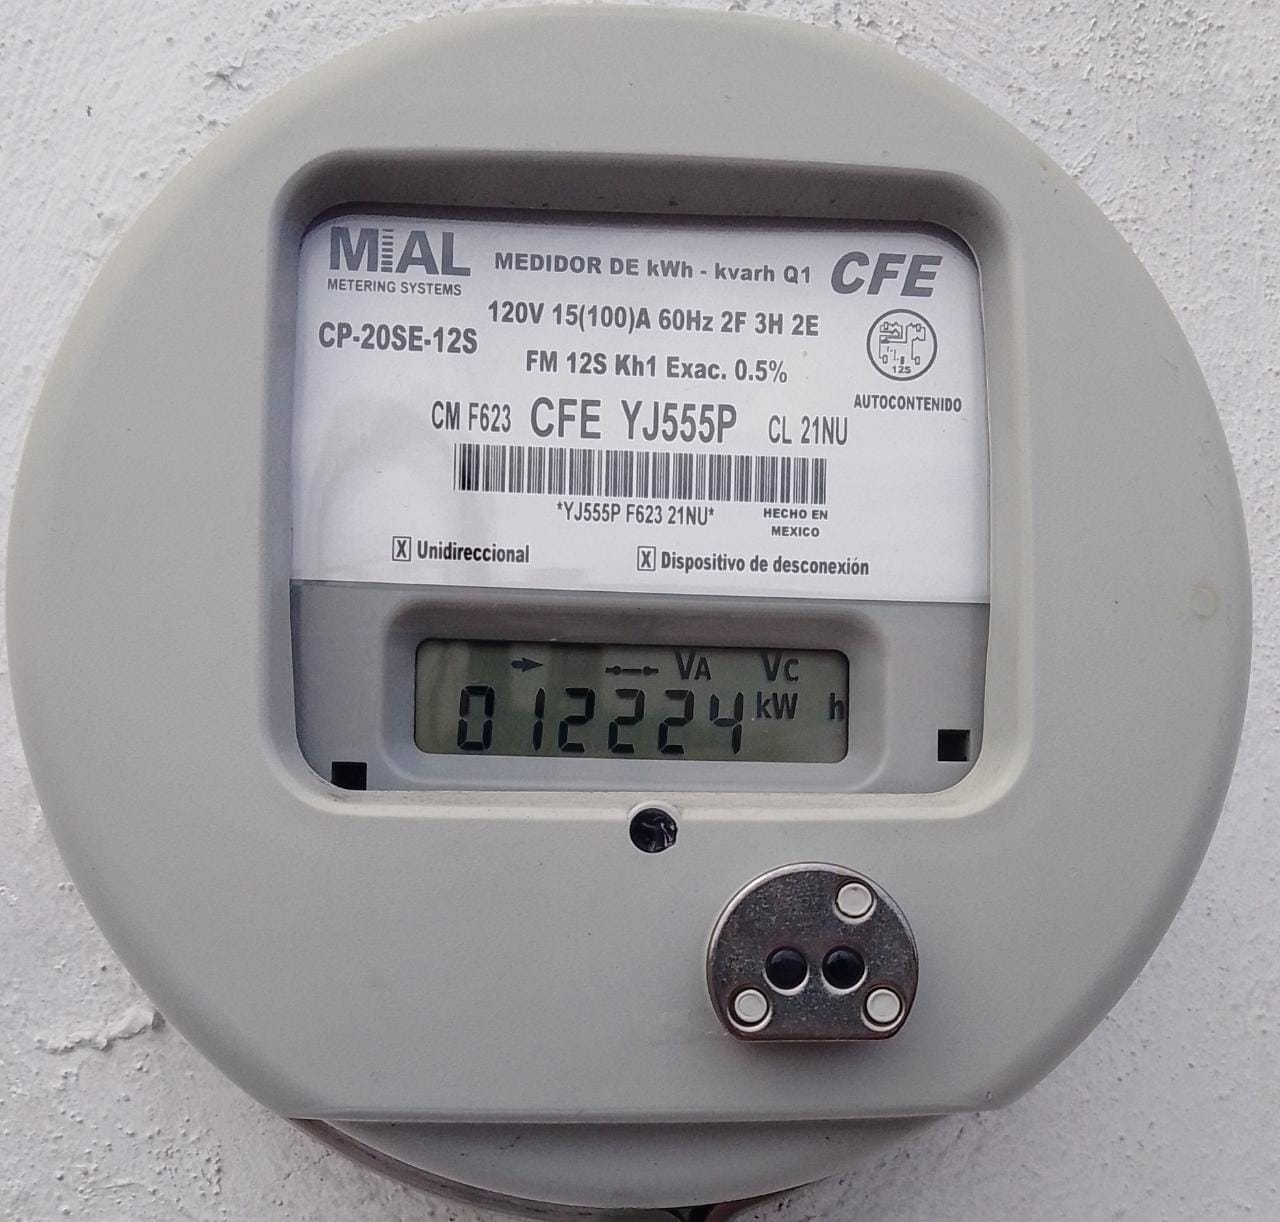 MIAL
METERING SYSTEMS
MEDIDOR DE kWh - kvarh Q1
CFE
120V 15(100)A 60Hz 2F 3H 2E
CP-20SE-12S
FM 12S Kh1 Exac. 0.5%
12S
AUTOCONTENIDO
CM F623 CFE YJ555P CL 21NU
*YJ555P F623 21NU*
HECHO EN
MEXICO
X Unidireccional
X Dispositivo de desconexión
VA VC
012224 kW h